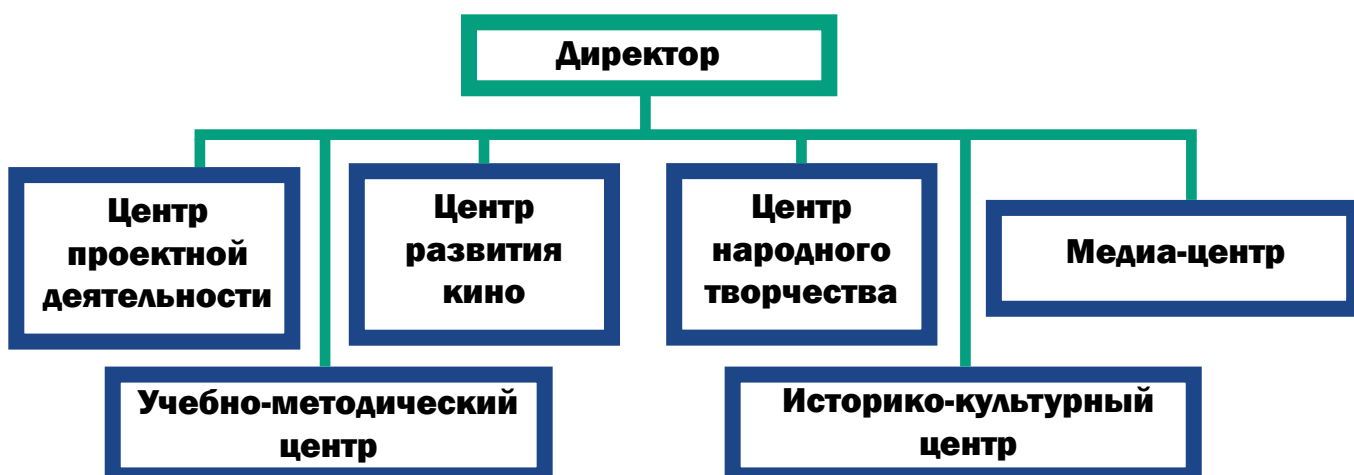 Директор
Центр
проектной
деятельности
Центр
развития
кино
Центр
народного
творчества
Медиа-центр
Учебно-методический
центр
Историко-культурный
центр